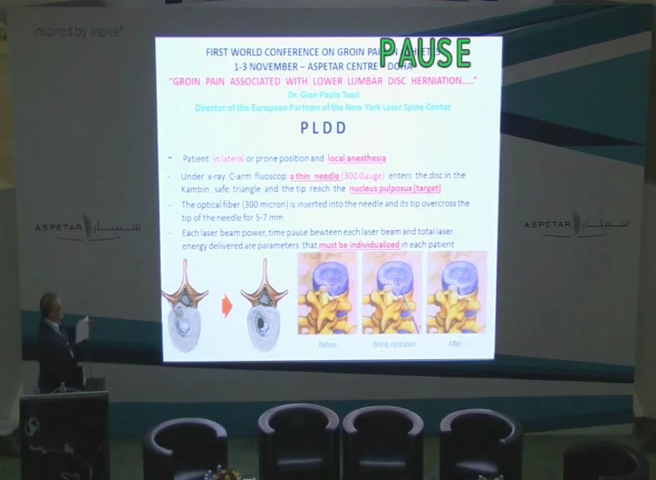 inspired by aspire
PAUSE
FIRST WORLD CONFERENCE ON GROIN PAIN
1-3 NOVEMBER – ASPETAR CENTRE - DOHA
"GROIN PAIN ASSOCIATED WITH LOWER LUMBAR DISC HERNIATION....."
Dr. Gian Paolo Tassi
Director of the European Partners of the New York Laser Spine Center
PLDD
- Patient in lateral or prone position and local anesthesia
- Under x-ray C-arm fluoscop a thin needle (300 Gauge) enters the disc.in the
Kambin safe triangle and the tip reach the nucleus pulposus (target)
- The optical fiber (300 micron) is inserted into the needle and its tip overcross the
tip of the needle for 5-7 mm
- Each laser beam power, time pause bewteen each laser beam and total laser
energy delivered are parameters that must be individualized in each patient
Before
Being operation
After
ASPETAR سبيتار
ASPETAR سبيتار